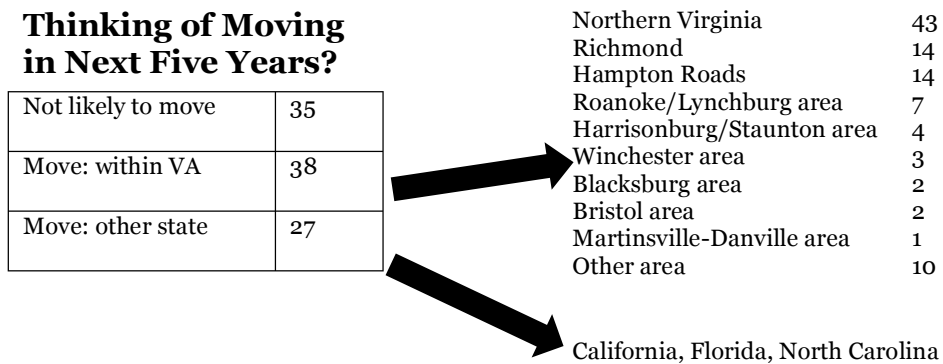 Thinking of Moving
in Next Five Years?
Not likely to move 35
Move: within VA 38
Move: other state 27
Northern Virginia 43
Richmond 14
Hampton Roads 14
Roanoke/Lynchburg area 7
Harrisonburg/Staunton area 4
Winchester area 3
Blacksburg area 2
Bristol area 2
Martinsville-Danville area 1
Other area 10
California, Florida, North Carolina